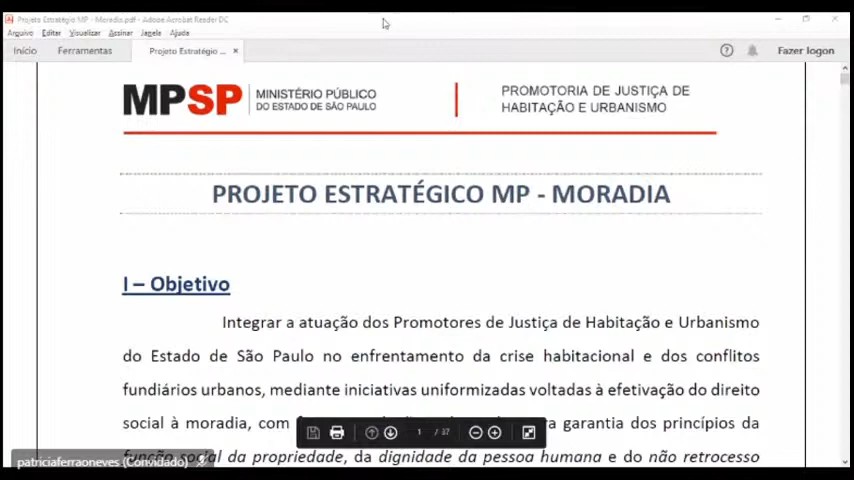 Projeto Estratégico MP - Moradia.pdf - Adobe Acrobat Reader DC
Arquivo Editar Visualizar Assinar Janela Ajuda
Início Ferramentas Projeto Estratégico ... × ? Fazer logon
MPSP MINISTÉRIO PÚBLICO DO ESTADO DE SÃO PAULO
PROMOTORIA DE JUSTIÇA DE HABITAÇÃO E URBANISMO
PROJETO ESTRATÉGICO MP - MORADIA
I – Objetivo
Integrar a atuação dos Promotores de Justiça de Habitação e Urbanismo
do Estado de São Paulo no enfrentamento da crise habitacional e dos conflitos
fundiários urbanos, mediante iniciativas uniformizadas voltadas à efetivação do direito
social à moradia, com garantia dos princípios da
1 / 37
função social da propriedade, da dignidade da pessoa humana e do não retrocesso
patriciaferraoneves (Convidado)